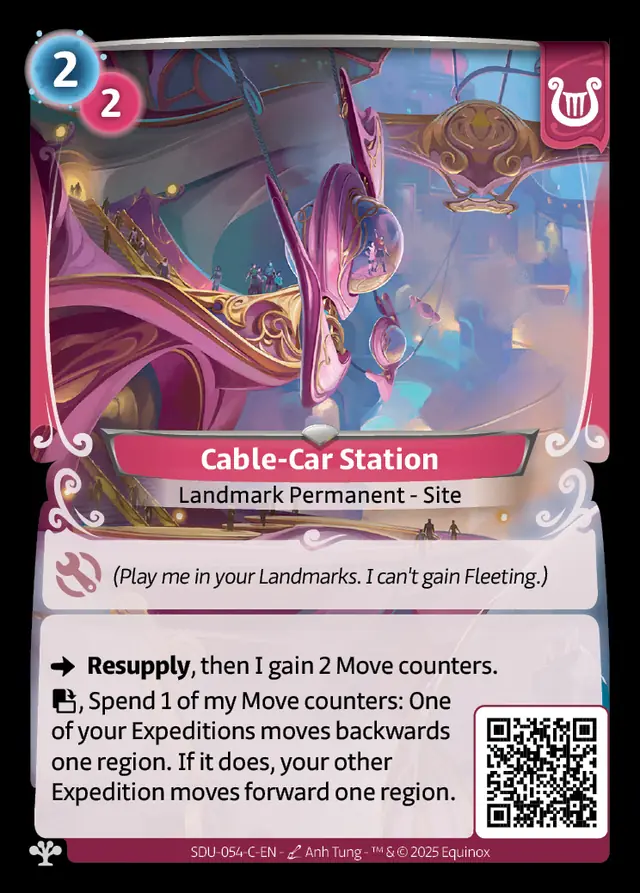 2
2
Cable-Car Station
Landmark Permanent - Site
(Play me in your Landmarks. I can't gain Fleeting.)
Resupply, then I gain 2 Move counters.
, Spend 1 of my Move counters: One
of your Expeditions moves backwards
one region. If it does, your other
Expedition moves forward one region.
SDU-054-C-EN - Anh Tung - ™ & © 2025 Equinox